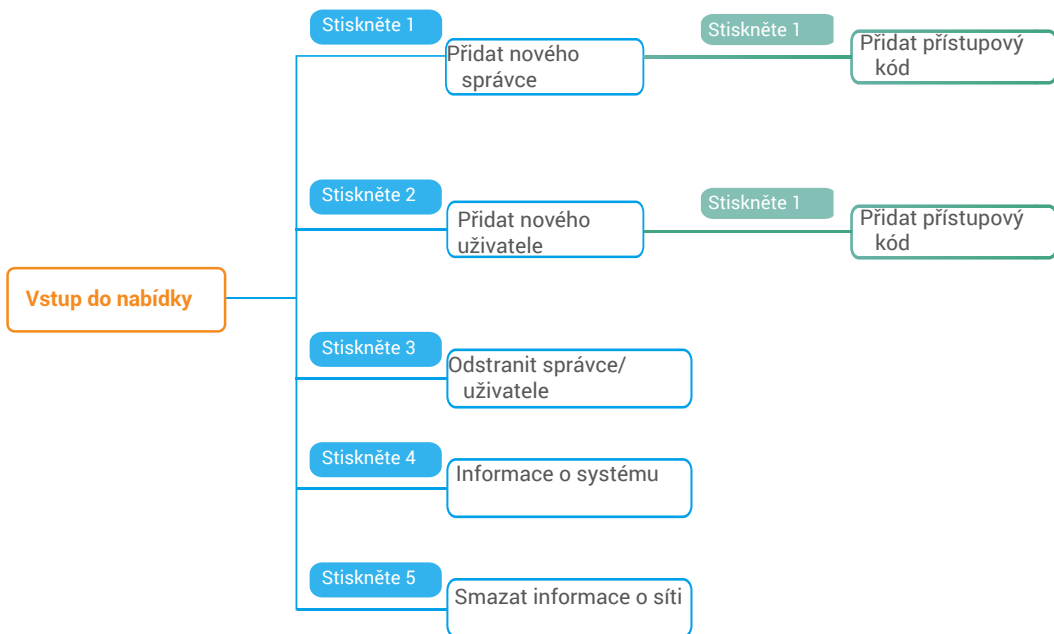 Stiskněte 1
Přidat nového
správce
Stiskněte 1
Přidat přístupový
kód
Stiskněte 2
Přidat nového
uživatele
Stiskněte 1
Přidat přístupový
kód
Vstup do nabídky
Stiskněte 3
Odstranit správce/
uživatele
Stiskněte 4
Informace o systému
Stiskněte 5
Smazat informace o síti